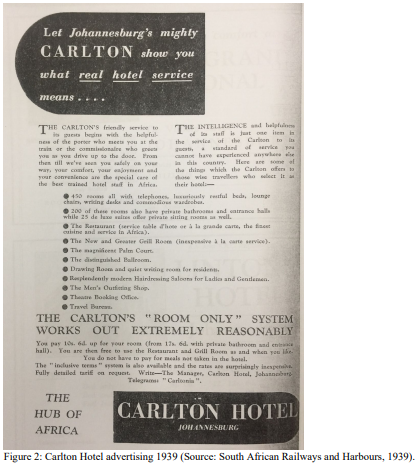 Let Johannesburg's mighty
CARLTON show you
what real hotel service
means . . . .
THE CARLTON'S friendly service to
its guests begins with the helpful-
ness of the porter who meets you at the
train or the commissionaire who greets
you as you drive up to the door. From
then till we've seen you safely on your
way, your comfort, your enjoyment and
your convenience are the special care of
the best trained hotel staff in Africa.
THE INTELLIGENCE and helpfulness
of its staff is just one item in
the service of the Carlton to its
guests, a standard of service you
cannot have experienced anywhere else
in this country. Here are some of
the things which the Carlton offers to
those wise travellers who select it as
their hotel:—
450 rooms all with telephones, luxuriously restful beds, lounge
chairs, writing desks and commodious wardrobes.
200 of these rooms also have private bathrooms and entrance halls
while 25 de luxe suites offer private sitting rooms as well.
The Restaurant (service table d'hote or à la grande carte, the finest
cuisine and service in Africa).
The New and Greater Grill Room (inexpensive à la carte service).
The magnificent Palm Court.
The distinguished Ballroom.
Drawing Room and quiet writing room for residents.
Resplendently modern Hairdressing Saloons for Ladies and Gentlemen.
The Men's Outfitting Shop.
Theatre Booking Office.
Travel Bureau.
THE CARLTON'S "ROOM ONLY" SYSTEM
WORKS OUT EXTREMELY REASONABLY
You pay 10s. 6d. up for your room (from 17s. 6d. with private bathroom and entrance
hall). You are then free to use the Restaurant and Grill Room as and when you like.
You do not have to pay for meals not taken in the hotel.
The "inclusive terms" system is also available and the rates are surprisingly inexpensive.
Fully detailed tariff on request. Write—The Manager, Carlton Hotel, Johannesburg.
Telegrams "Carltonia".
THE
HUB OF
AFRICA
CARLTON HOTEL
JOHANNESBURG
Figure 2: Carlton Hotel advertising 1939 (Source: South African Railways and Harbours, 1939).